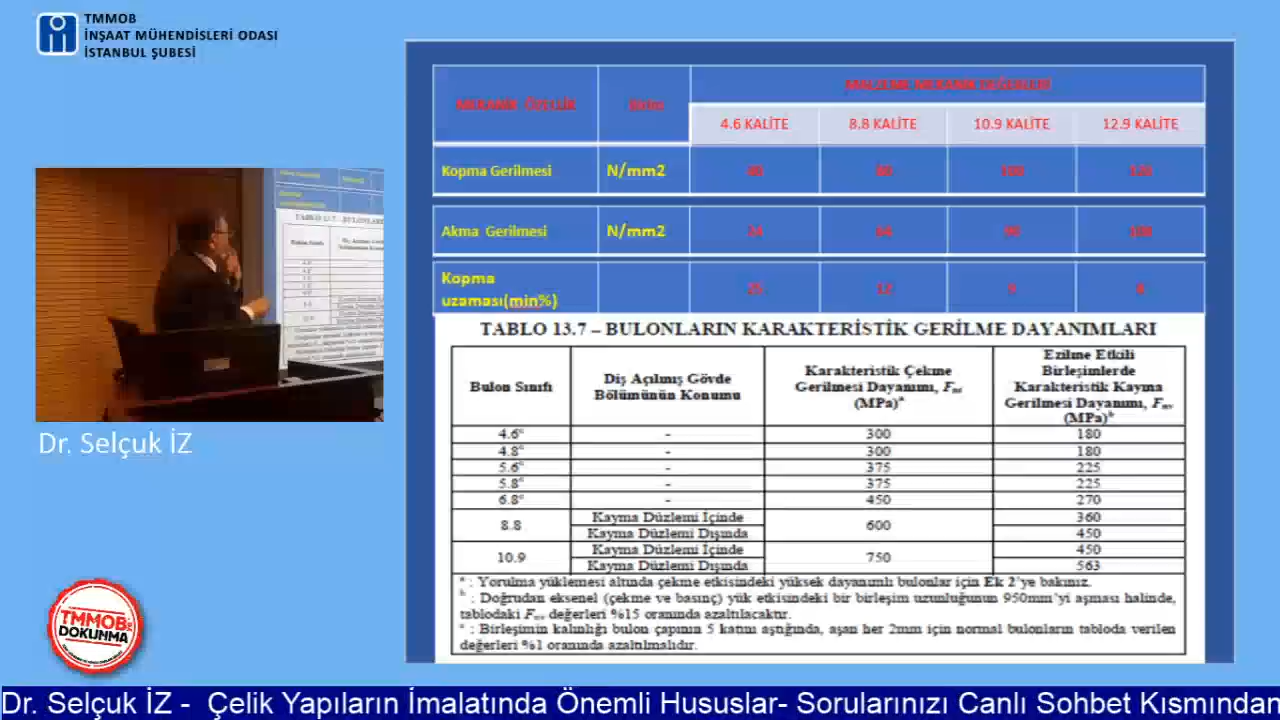 TMMOB
İNŞAAT MÜHENDİSLERİ ODASI
İSTANBUL ŞUBESİ
MEKANİK ÖZELLİK
4.6 KALİTE 8.8 KALİTE 10.9 KALİTE 12.9 KALİTE
Kopma Gerilmesi N/mm2
Akma Gerilmesi N/mm2
Kopma
uzaması(min%)
TABLO 13.7 – BULONLARIN KARAKTERİSTİK GERİLME DAYANIMLARI
Bulon Sınıfı
Diş Açılmış Gövde
Bölümünün Konumu
Karakteristik Çekme
Gerilmesi Dayanımı, Fnt
(MPa)a
Ezilme Etkili
Birleşimlerde
Karakteristik Kayma
Gerilmesi Dayanımı, Fnv
(MPa)b
4.6c - 300 180
4.8c - 300 180
5.6c - 375 225
5.8c - 375 225
6.8c - 450 270
8.8 Kayma Düzlemi İçinde 600 360
Kayma Düzlemi Dışında 450
10.9 Kayma Düzlemi İçinde 750 450
Kayma Düzlemi Dışında 563
a : Yorulma yüklemesi altında çekme etkisindeki yüksek dayanımlı bulonlar için Ek 2'ye bakınız.
b : Doğrudan eksenel (çekme ve basınç) yük etkisindeki bir birleşim uzunluğunun 950mm'yi aşması halinde,
tablodaki Fnv değerleri %15 oranında azaltılacaktır.
c : Birleşimin kalınlığı bulon çapının 5 katını aştığında, aşan her 2mm için normal bulonların tabloda verilen
değerleri %1 oranında azaltılmalıdır.
Dr. Selçuk İZ
TMMOB'ye
DOKUNMA
Dr. Selçuk İZ - Çelik Yapıların İmalatında Önemli Hususlar- Sorularınızı Canlı Sohbet Kısmından